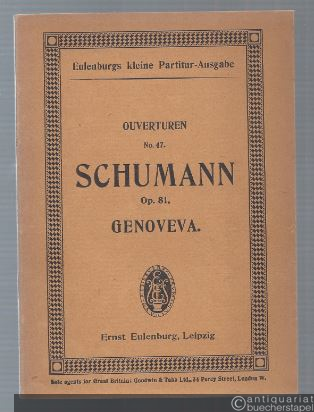 Eulenburgs kleine Partitur-Ausgabe
OUVERTUREN
No. 47.
SCHUMANN
Op. 81.
GENOVEVA.
Ernst Eulenburg, Leipzig
Sole agents for Great Britain: Goodwin & Tabb Ltd., 34 Percy Street, London W.
antiquariat
buecherstapel